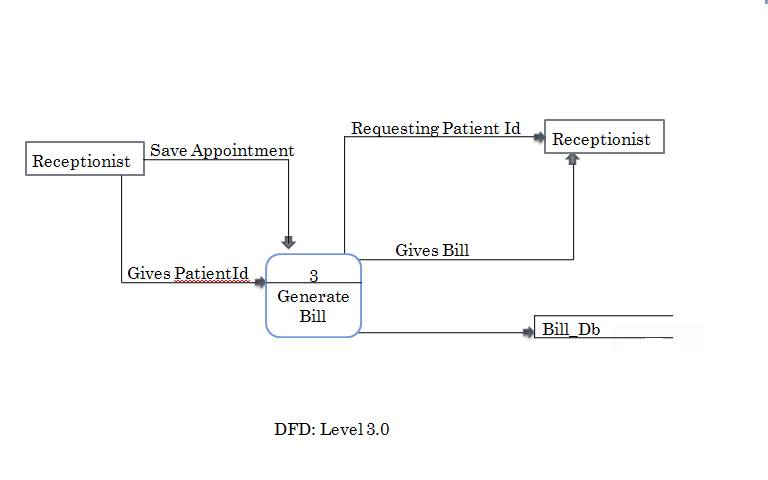 Requesting Patient Id
Receptionist
Save Appointment
Receptionist
Gives Bill
Gives PatientId
3
Generate
Bill
Bill_Db
DFD: Level 3.0